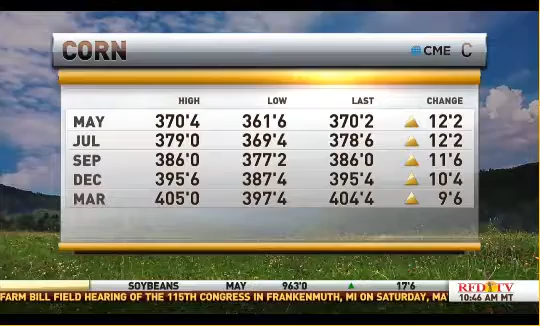 CORN
CME C
HIGH LOW LAST CHANGE
MAY 370'4 361'6 370'2 12'2
JUL 379'0 369'4 378'6 12'2
SEP 386'0 377'2 386'0 11'6
DEC 395'6 387'4 395'4 10'4
MAR 405'0 397'4 404'4 9'6
SOYBEANS MAY 963'0 17'6
FARM BILL FIELD HEARING OF THE 115TH CONGRESS IN FRANKENMUTH, MI ON SATURDAY, MA
RFD TV
10:46 AM MT